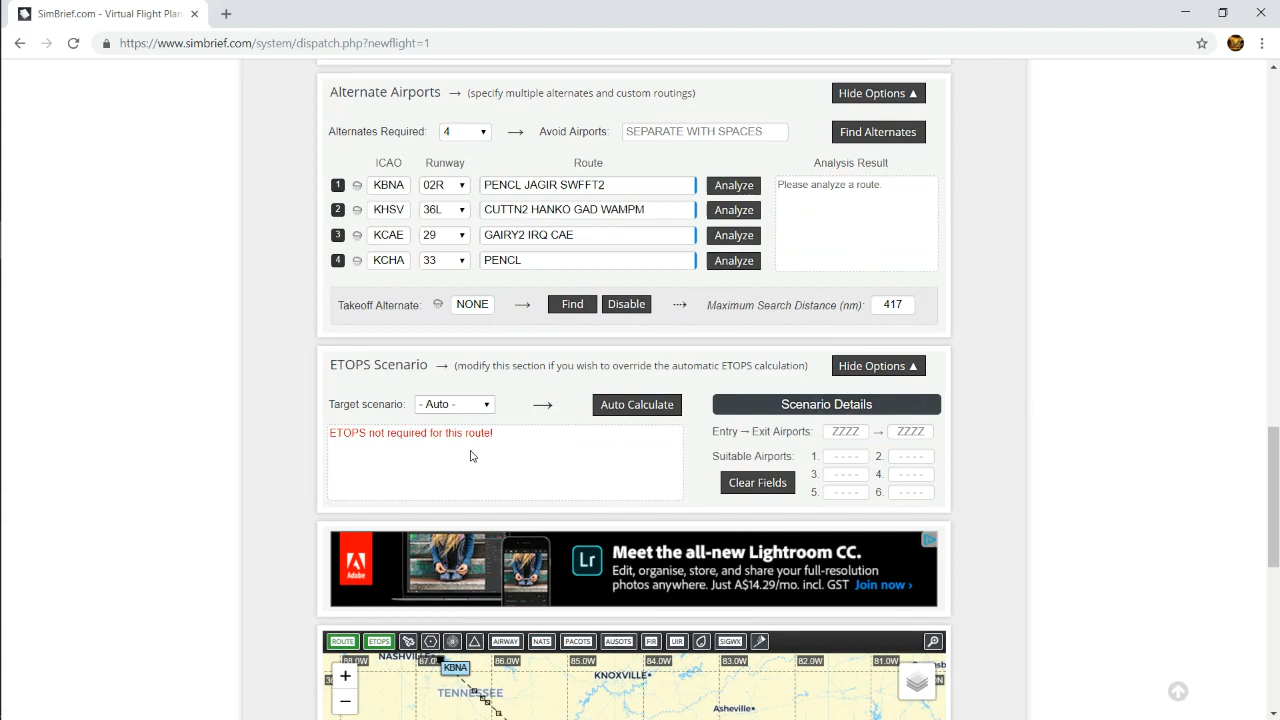 SimBrief.com - Virtual Flight Plan
https://www.simbrief.com/system/dispatch.php?newflight=1
Alternate Airports → (specify multiple alternates and custom routings) Hide Options ▲
Alternates Required: 4 → Avoid Airports: SEPARATE WITH SPACES Find Alternates
ICAO Runway Route Analysis Result
1 KBNA 02R PENCL JAGIR SWFFT2 Analyze Please analyze a route.
2 KHSV 36L CUTTN2 HANKO GAD WAMPM Analyze
3 KCAE 29 GAIRY2 IRQ CAE Analyze
4 KCHA 33 PENCL Analyze
Takeoff Alternate: NONE → Find Disable ⇢ Maximum Search Distance (nm): 417
ETOPS Scenario → (modify this section if you wish to override the automatic ETOPS calculation) Hide Options ▲
Target scenario: - Auto - → Auto Calculate Scenario Details
ETOPS not required for this route! Entry → Exit Airports: ZZZZ → ZZZZ
Suitable Airports: 1. - - - - 2. - - - -
Clear Fields 3. - - - - 4. - - - -
5. - - - - 6. - - - -
Adobe
Lr
Meet the all-new Lightroom CC.
Edit, organise, store, and share your full-resolution
photos anywhere. Just A$14.29/mo. incl. GST Join now ›
ROUTE ETOPS AIRWAY NATS PACOTS AUSOTS FIR UIR SIGWX
NASHVILLE
88.0W 87.0 86.0W 85.0W 84.0W 83.0W 82.0W 81.0W
KBNA
+
KNOXVILLE
TENNESSEE
−
Asheville